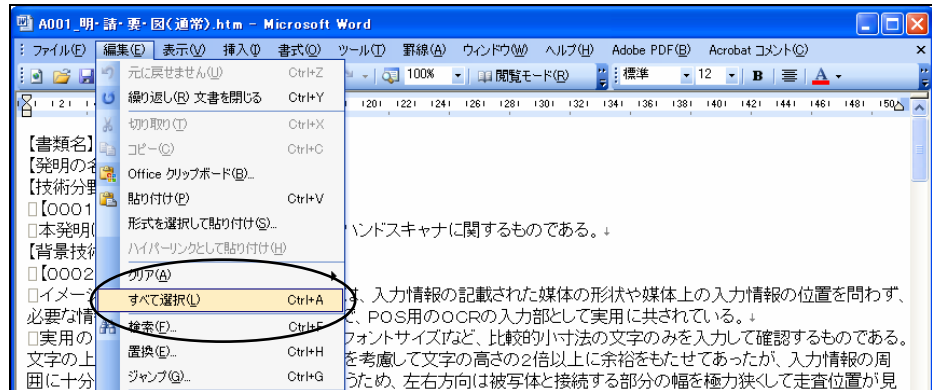 A001_明・請・要・図(通常).htm - Microsoft Word
ファイル(F) 編集(E) 表示(V) 挿入(I) 書式(O) ツール(T) 罫線(A) ウィンドウ(W) ヘルプ(H) Adobe PDF(B) Acrobat コメント(C) ×
100% 閲覧モード(R) 標準 12 B A
元に戻せません(U) Ctrl+Z
繰り返し(R) 文書を閉じる Ctrl+Y
切り取り(T) Ctrl+X
コピー(C) Ctrl+C
Office クリップボード(B)...
貼り付け(P) Ctrl+V
形式を選択して貼り付け(S)...
ハイパーリンクとして貼り付け(H)
クリア(A)
すべて選択(L) Ctrl+A
検索(F)... Ctrl+F
置換(E)... Ctrl+H
ジャンプ(G)... Ctrl+G
2 120 122 124 126 128 130 132 134 136 138 140 142 144 146 148 150
【書類名】
【発明の名
【技術分野
【0001
本発明 ハンドスキャナに関するものである。↓
【背景技術
【0002
イメー 、入力情報の記載された媒体の形状や媒体上の入力情報の位置を問わず、
必要な情 、POS用のOCRの入力部として実用に共されている。↓
実用の フォントサイズなど、比較的小寸法の文字のみを入力して確認するものである。
文字の上 を考慮して文字の高さの2倍以上に余裕をもたせてあったが、入力情報の周
囲に十分 うため、左右方向は被写体と接続する部分の幅を極力狭くして走査位置が見